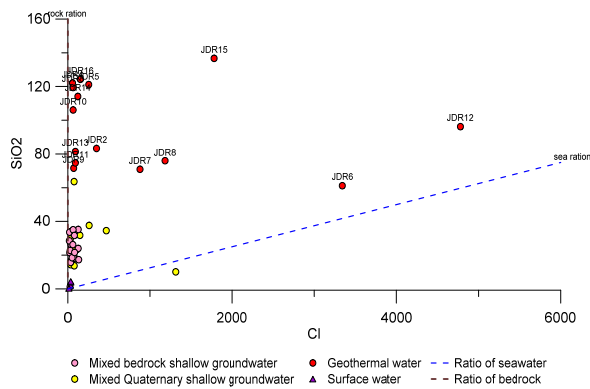 rock ration
160
JDR15
JDR16
JDR5
JDR14
120
JDR10
JDR12
SiO2
JDR13
JDR2
80
JDR11
JDR9
JDR7
JDR8
JDR6
sea ration
40
0
0
2000
4000
6000
Cl
Mixed bedrock shallow groundwater
Geothermal water
Ratio of seawater
Mixed Quaternary shallow groundwater
Surface water
Ratio of bedrock